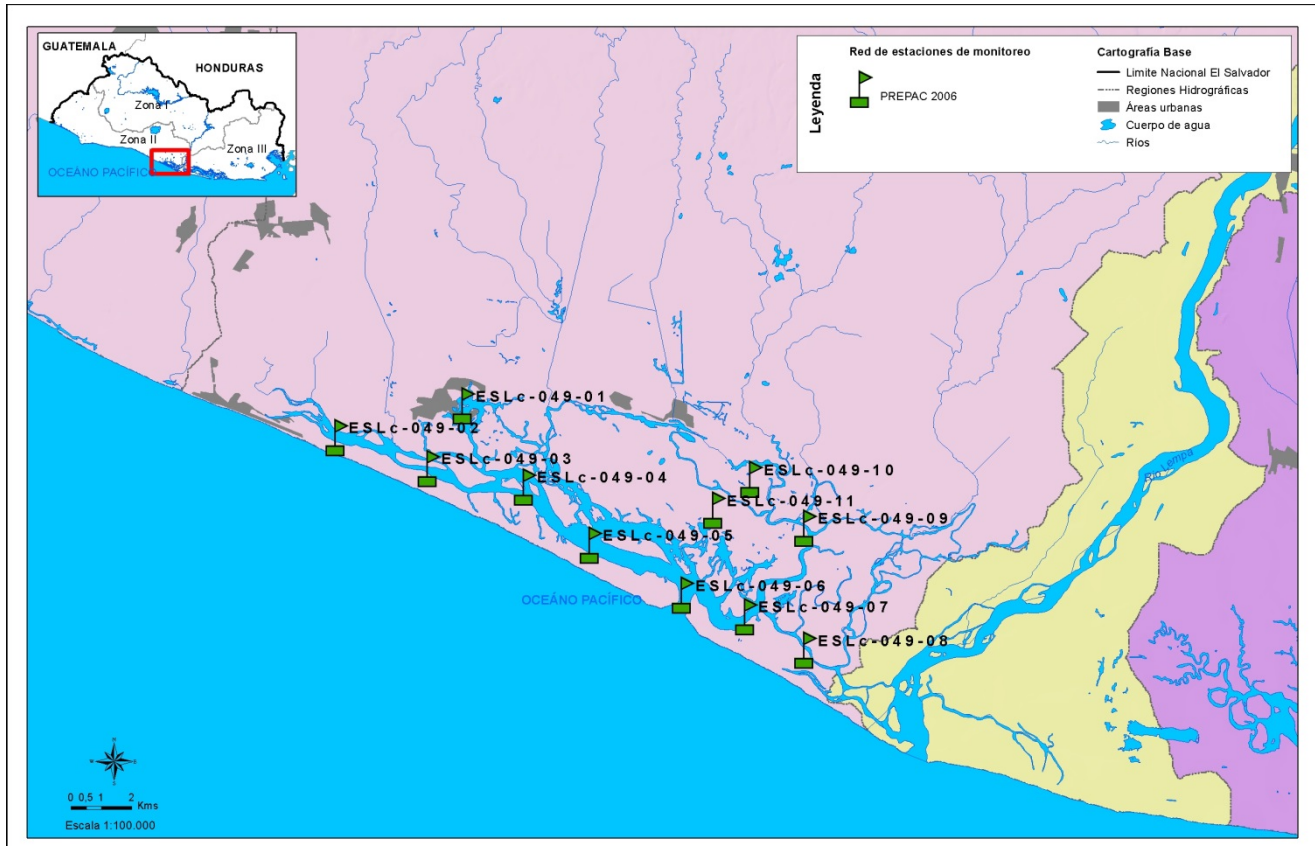 GUATEMALA
HONDURAS
Zona I
Zona II
Zona III
OCEÁNO PACÍFICO
Leyenda
Red de estaciones de monitoreo
PREPAC 2006
Cartografía Base
Limite Nacional El Salvador
Regiones Hidrográficas
Áreas urbanas
Cuerpo de agua
Ríos
ESLc-049-01
ESLc-049-02
ESLc-049-03
ESLc-049-04
ESLc-049-10
ESLc-049-11
ESLc-049-09
ESLc-049-05
ESLc-049-06
ESLc-049-07
ESLc-049-08
OCEÁNO PACÍFICO
Río Lempa
N
W
E
S
0 0,5 1 2
Kms
Escala 1:100.000